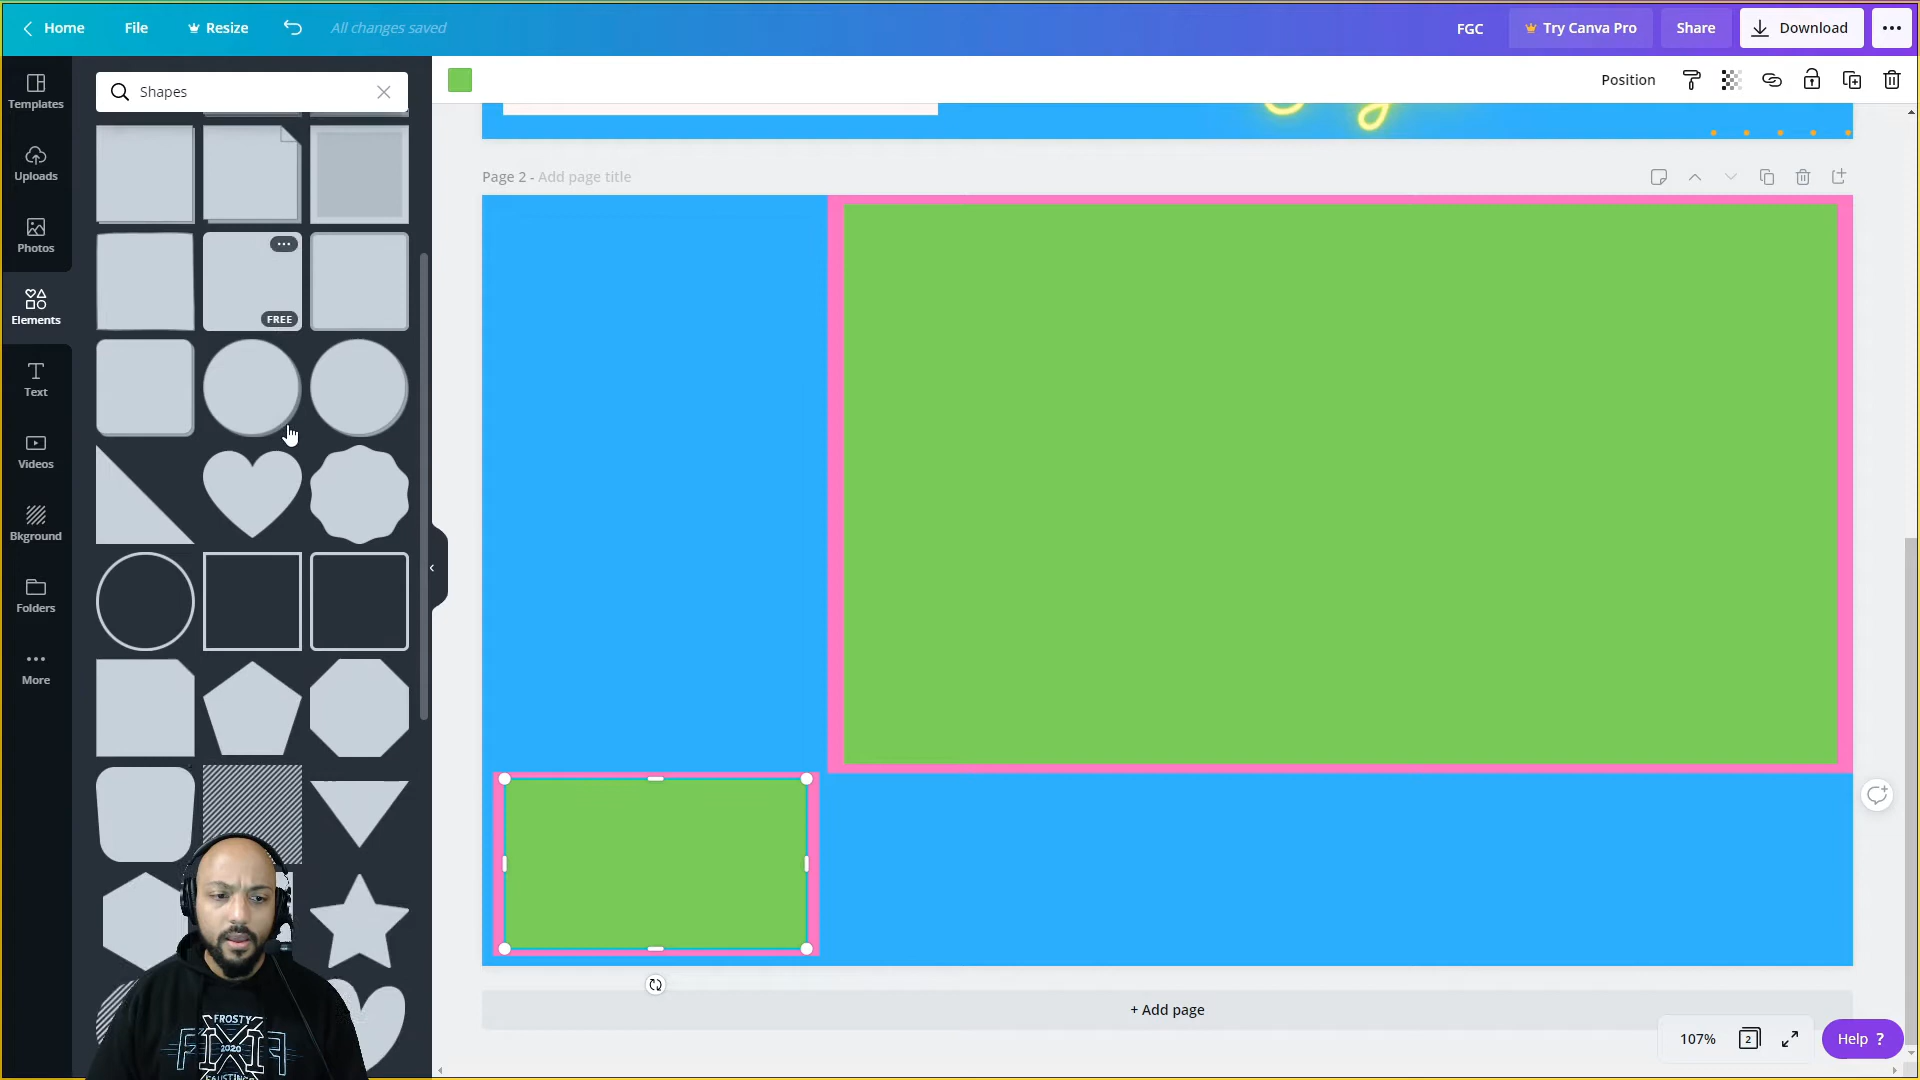 Home
File
Resize
All changes saved
FGC
Try Canva Pro
Share
Download
Templates
Uploads
Photos
Elements
Text
Videos
Bkground
Folders
More
Shapes
FREE
Position
Page 2 - Add page title
+ Add page
107%
2
Help ?
FROSTY
2020
FAUSTINGS